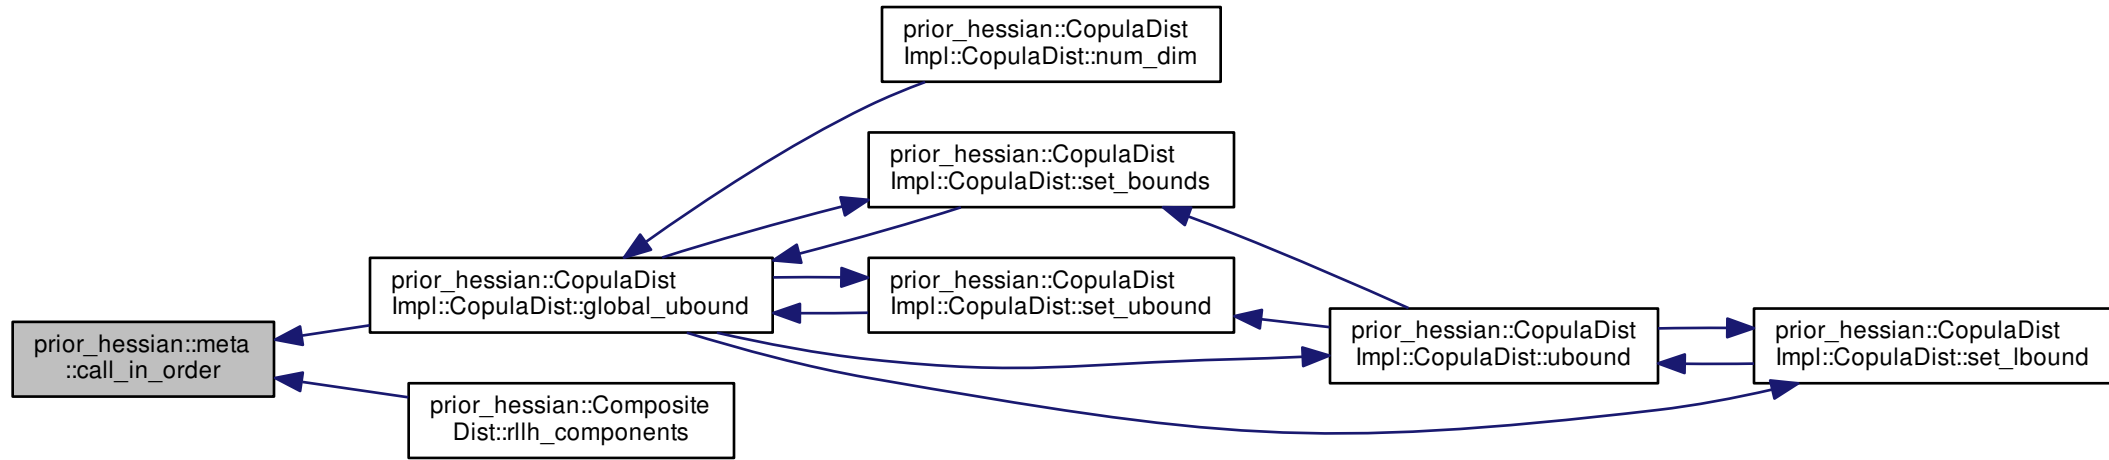 prior_hessian::CopulaDist
Impl::CopulaDist::num_dim
prior_hessian::CopulaDist
Impl::CopulaDist::set_bounds
prior_hessian::CopulaDist
Impl::CopulaDist::global_ubound
prior_hessian::CopulaDist
Impl::CopulaDist::set_ubound
prior_hessian::CopulaDist
Impl::CopulaDist::ubound
prior_hessian::CopulaDist
Impl::CopulaDist::set_lbound
prior_hessian::meta
::call_in_order
prior_hessian::Composite
Dist::rllh_components